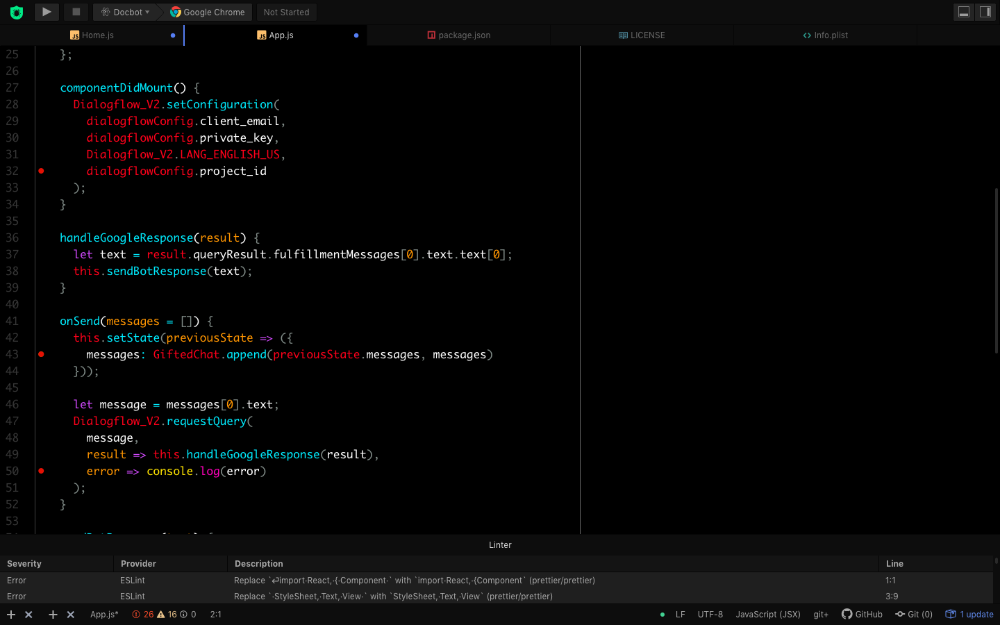 Docbot
Google Chrome
Not Started
JS Home.js
JS App.js
package.json
LICENSE
Info.plist
25 };
26
27 componentDidMount() {
28 Dialogflow_V2.setConfiguration(
29 dialogflowConfig.client_email,
30 dialogflowConfig.private_key,
31 Dialogflow_V2.LANG_ENGLISH_US,
32 dialogflowConfig.project_id
33 );
34 }
35
36 handleGoogleResponse(result) {
37 let text = result.queryResult.fulfillmentMessages[0].text.text[0];
38 this.sendBotResponse(text);
39 }
40
41 onSend(messages = []) {
42 this.setState(previousState => ({
43 messages: GiftedChat.append(previousState.messages, messages)
44 }));
45
46 let message = messages[0].text;
47 Dialogflow_V2.requestQuery(
48 message,
49 result => this.handleGoogleResponse(result),
50 error => console.log(error)
51 );
52 }
53
Linter
Severity Provider Description Line
Error ESLint Replace `⏎import·React,·{·Component·` with `import·React,·{Component` (prettier/prettier) 1:1
Error ESLint Replace `·StyleSheet,·Text,·View·` with `StyleSheet,·Text,·View` (prettier/prettier) 3:9
App.js* 26 16 0 2:1 LF UTF-8 JavaScript (JSX) git+ GitHub Git (0) 1 update